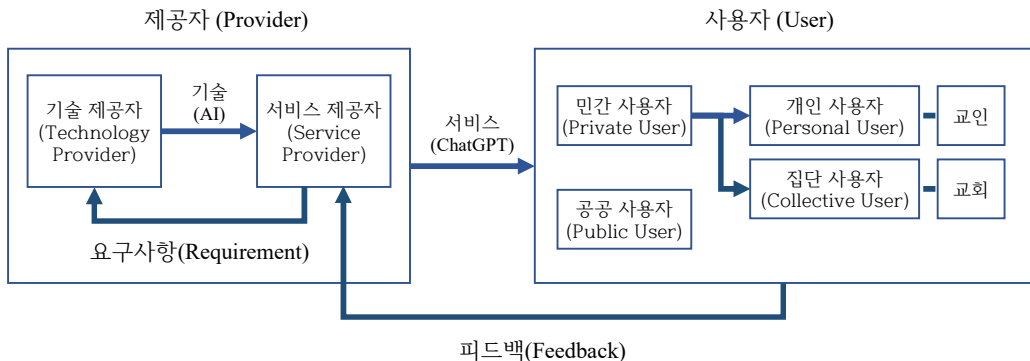 제공자 (Provider)
사용자 (User)
기술 제공자
(Technology
Provider)
기술
(AI)
서비스 제공자
(Service
Provider)
요구사항(Requirement)
서비스
(ChatGPT)
민간 사용자
(Private User)
개인 사용자
(Personal User)
교인
집단 사용자
(Collective User)
교회
공공 사용자
(Public User)
피드백(Feedback)